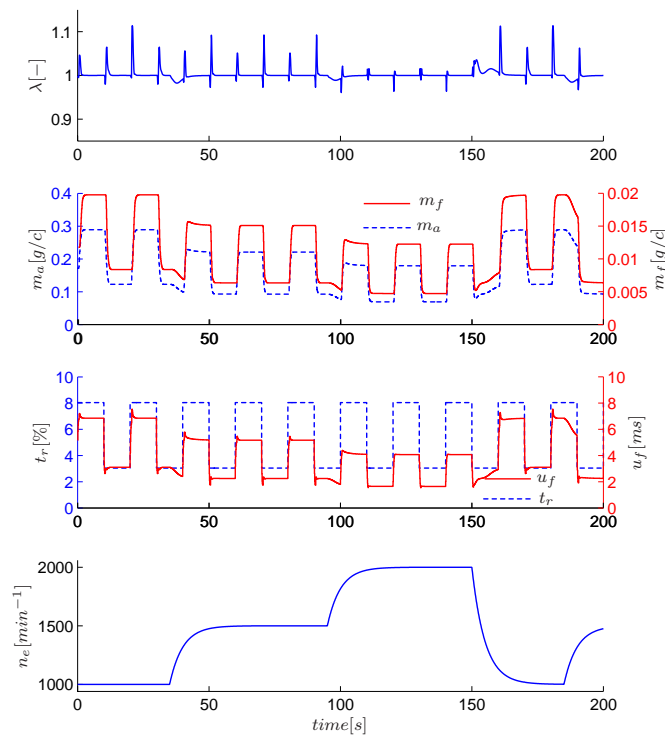 1.1
1
0.9
λ[−]
0 50 100 150 200
0.4 0.02
0.3 0.015
0.2 0.01
0.1 0.005
0 0
m_a[g/c]
m_f[g/c]
m_f
m_a
0 50 100 150 200
10 10
8 8
6 6
4 4
2 2
0 0
t_r[%]
u_f[ms]
u_f
t_r
0 50 100 150 200
2000
1500
1000
n_e[min^{−1}]
0 50 100 150 200
time[s]